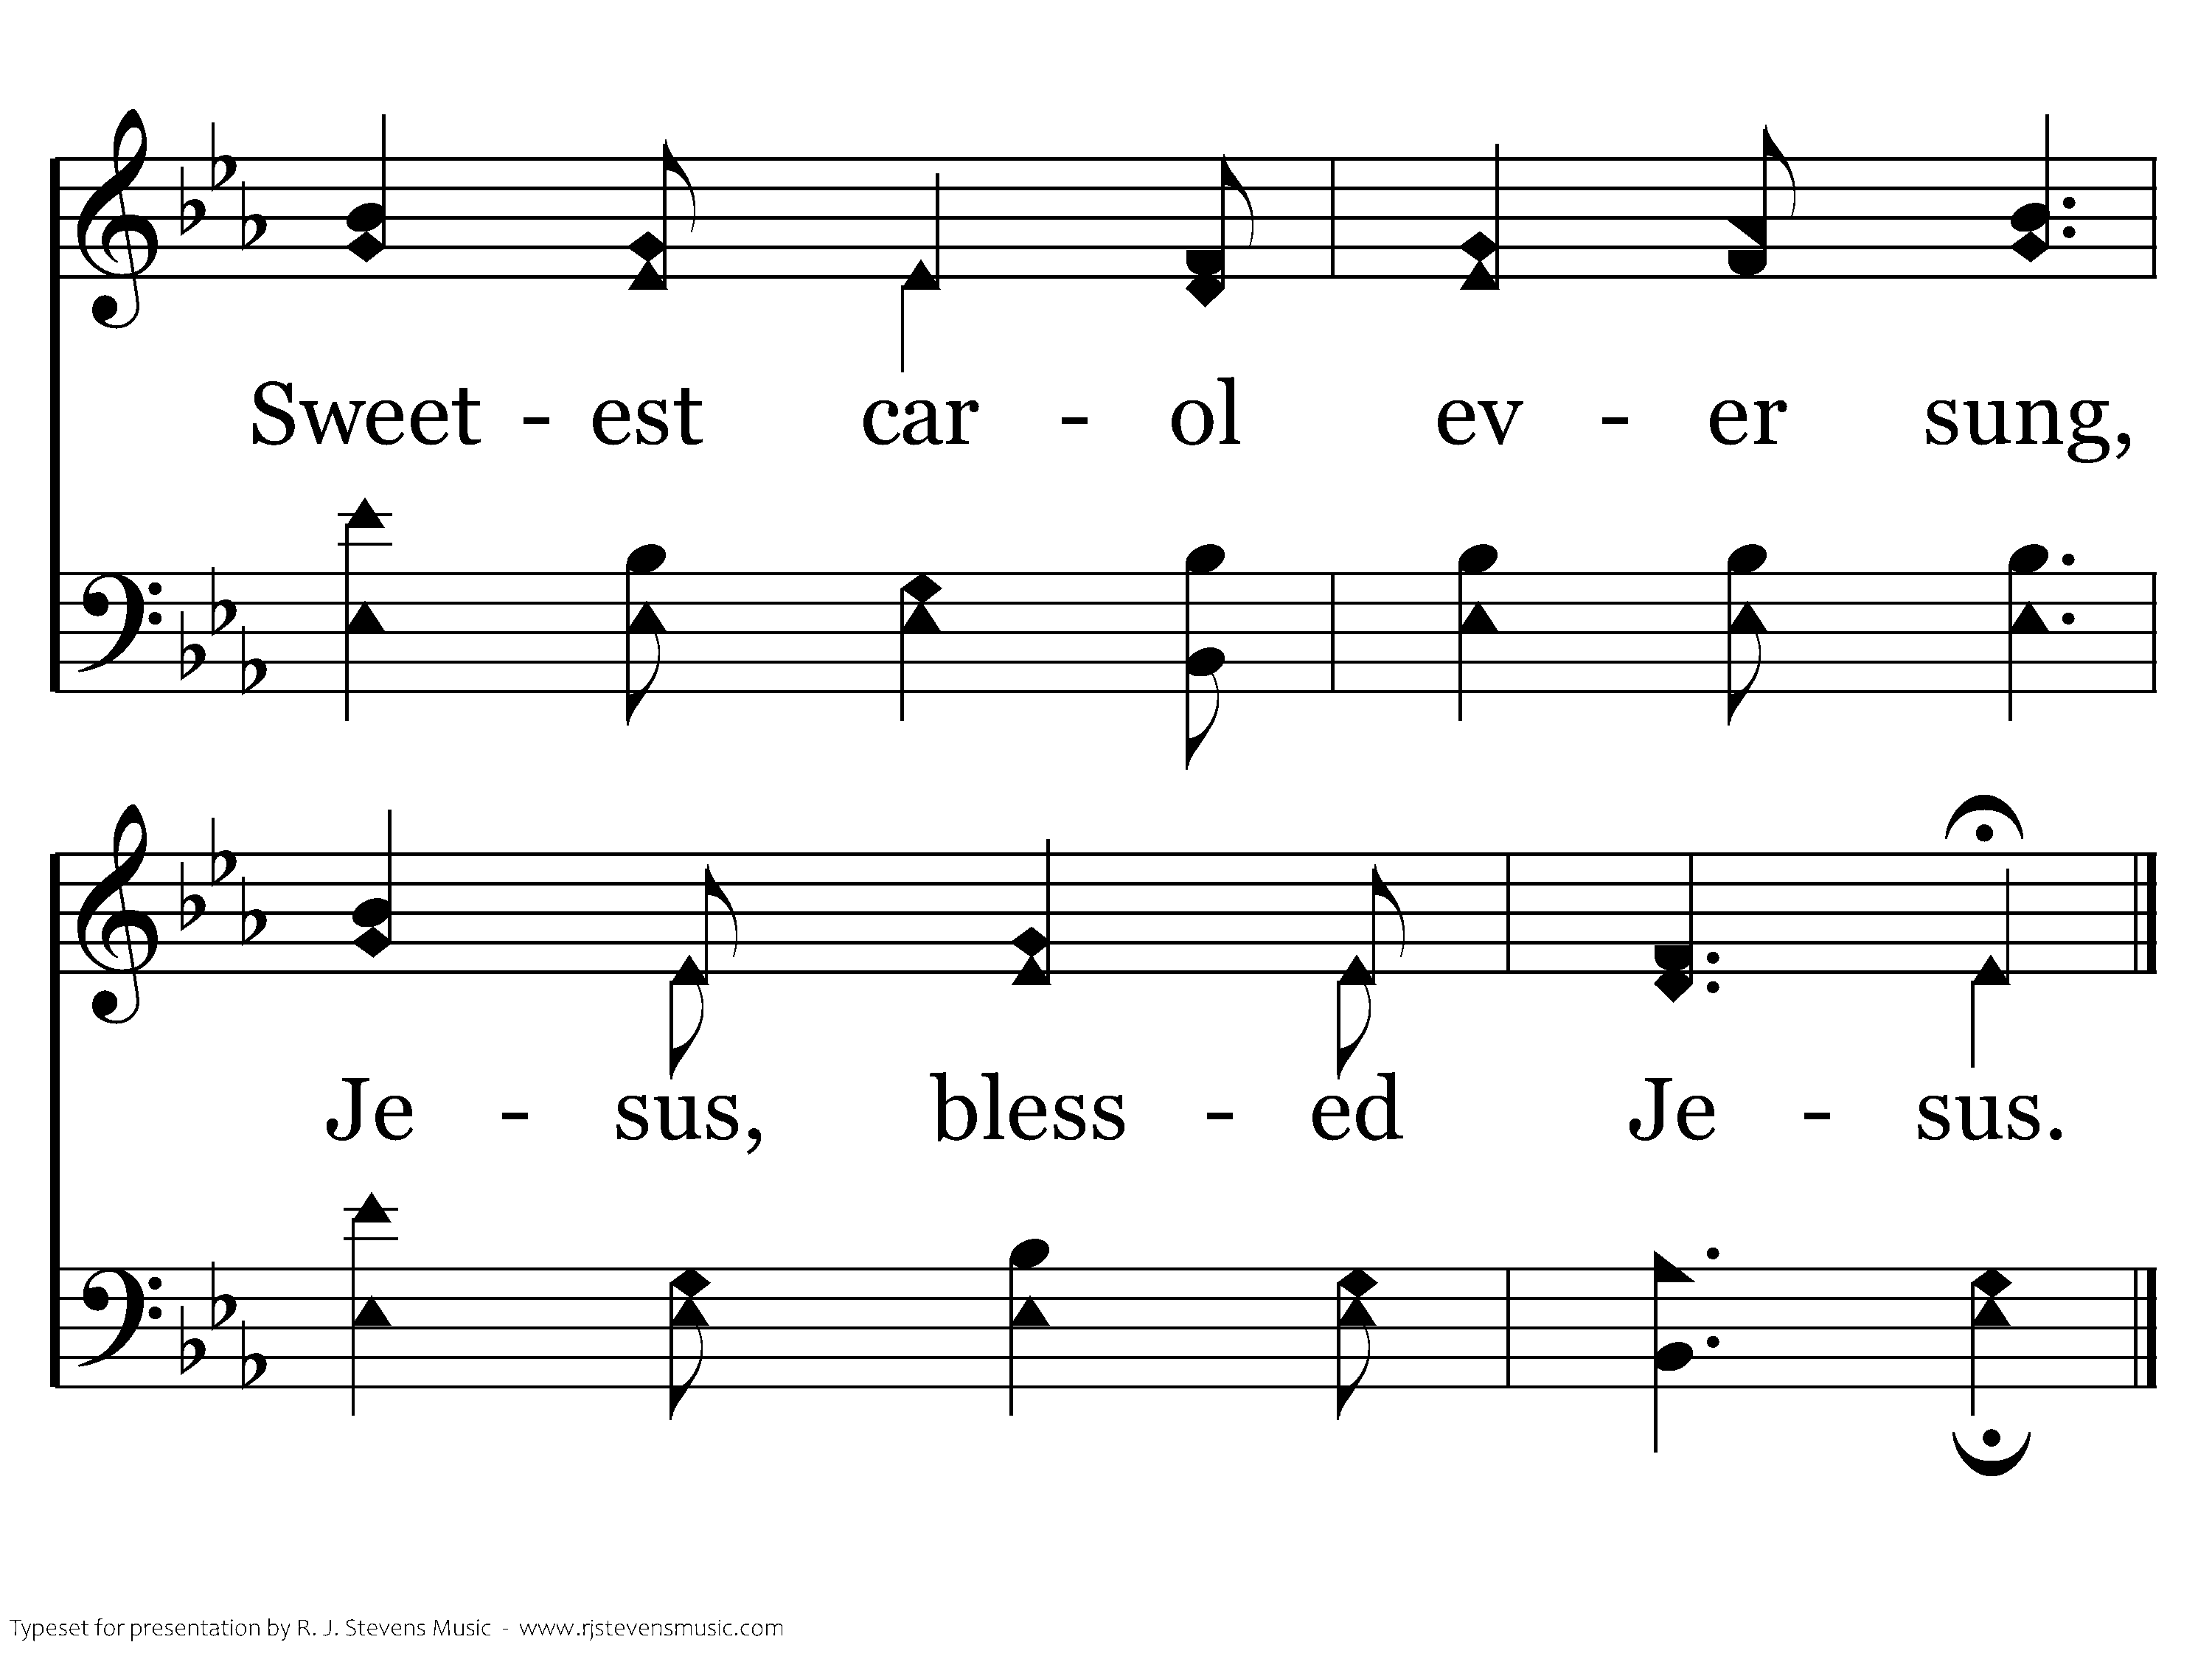 Sweet - est car - ol ev - er sung,
Je - sus, bless - ed Je - sus.
Typeset for presentation by R. J. Stevens Music - www.rjstevensmusic.com